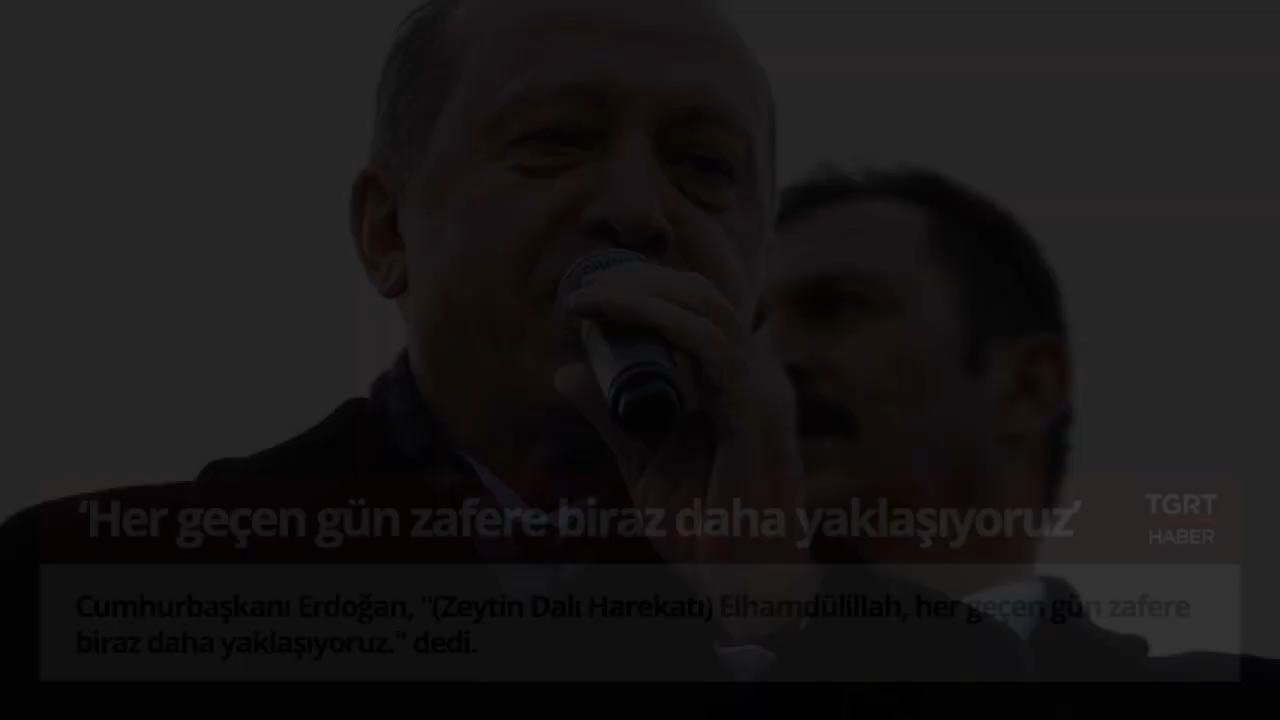 ‘Her geçen gün zafere biraz daha yaklaşıyoruz’
TGRT
HABER
Cumhurbaşkanı Erdoğan, "(Zeytin Dalı Harekatı) Elhamdülillah, her geçen gün zafere
biraz daha yaklaşıyoruz." dedi.